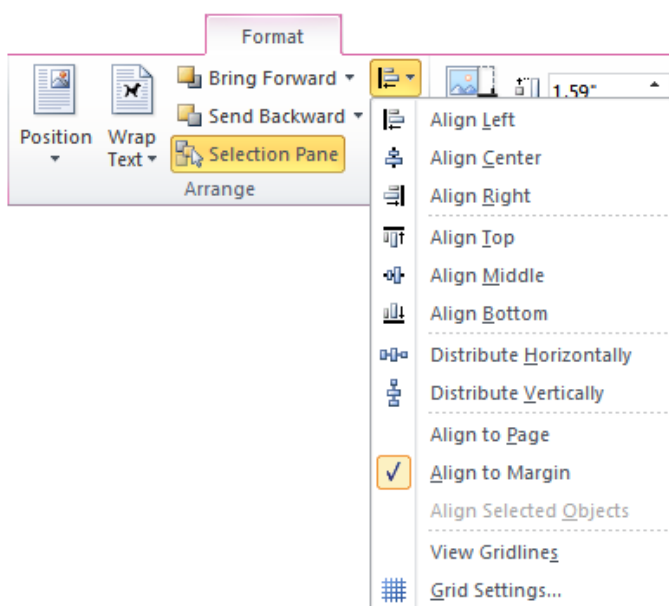 Format
Bring Forward
1.59"
Send Backward
Position
Wrap
Text
Selection Pane
Arrange
Align Left
Align Center
Align Right
Align Top
Align Middle
Align Bottom
Distribute Horizontally
Distribute Vertically
Align to Page
Align to Margin
Align Selected Objects
View Gridlines
Grid Settings...